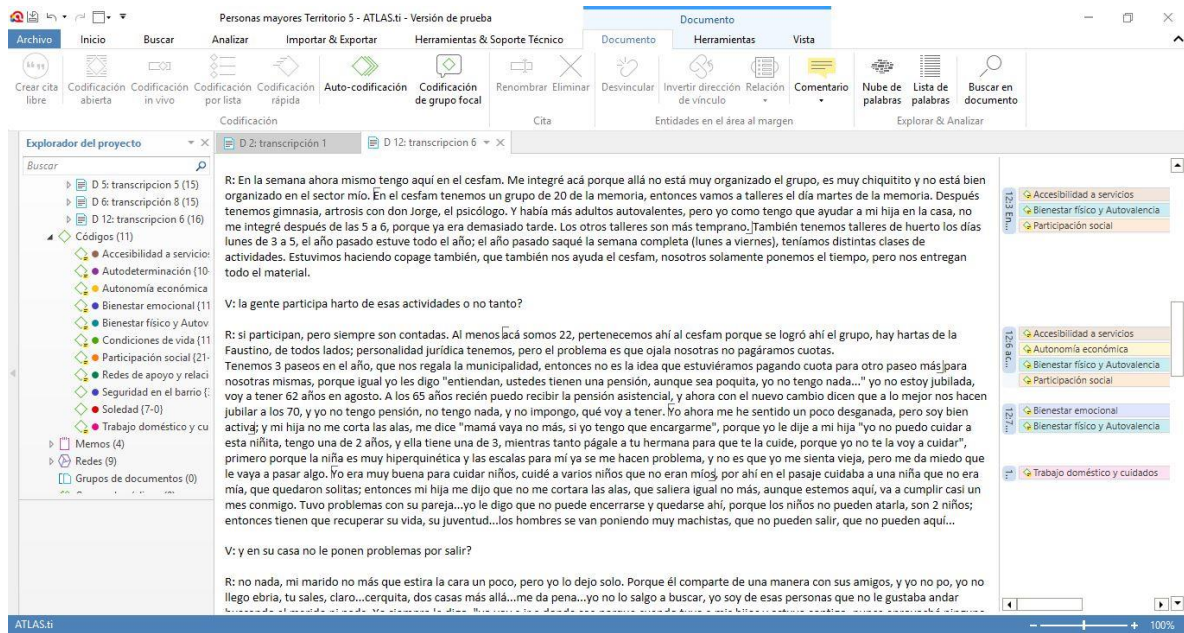 Personas mayores Territorio 5 - ATLAS.ti - Versión de prueba
Documento
Archivo
Inicio
Buscar
Analizar
Importar & Exportar
Herramientas & Soporte Técnico
Documento
Herramientas
Vista
Crear cita libre
Codificación abierta
Codificación in vivo
Codificación por lista
Codificación rápida
Auto-codificación
Codificación de grupo focal
Renombrar
Eliminar
Desvincular
Invertir dirección de vínculo
Relación
Comentario
Nube de palabras
Lista de palabras
Buscar en documento
Codificación
Cita
Entidades en el área al margen
Explorar & Analizar
Explorador del proyecto
Buscar
D 5: transcripcion 5 (15)
D 6: transcripción 8 (15)
D 12: transcripcion 6 (16)
Códigos (11)
Accesibilidad a servicio
Autodeterminación {10-
Autonomía económica
Bienestar emocional {11
Bienestar físico y Autov
Condiciones de vida {11
Participación social {21-
Redes de apoyo y relaci
Seguridad en el barrio {
Soledad {7-0}
Trabajo doméstico y cu
Memos (4)
Redes (9)
Grupos de documentos (0)
D 2: transcripción 1
D 12: transcripcion 6
R: En la semana ahora mismo tengo aquí en el cesfam. Me integré acá porque allá no está muy organizado el grupo, es muy chiquitito y no está bien
organizado en el sector mío. En el cesfam tenemos un grupo de 20 de la memoria, entonces vamos a talleres el día martes de la memoria. Después
tenemos gimnasia, artrosis con don Jorge, el psicólogo. Y había más adultos autovalentes, pero yo como tengo que ayudar a mi hija en la casa, no
me integré después de las 5 a 6, porque ya era demasiado tarde. Los otros talleres son más temprano. También tenemos talleres de huerto los días
lunes de 3 a 5, el año pasado estuve todo el año; el año pasado saqué la semana completa (lunes a viernes), teníamos distintas clases de
actividades. Estuvimos haciendo copage también, que también nos ayuda el cesfam, nosotros solamente ponemos el tiempo, pero nos entregan
todo el material.
V: la gente participa harto de esas actividades o no tanto?
R: si participan, pero siempre son contadas. Al menos acá somos 22, pertenecemos ahí al cesfam porque se logró ahí el grupo, hay hartas de la
Faustino, de todos lados; personalidad jurídica tenemos, pero el problema es que ojala nosotras no pagáramos cuotas.
Tenemos 3 paseos en el año, que nos regala la municipalidad, entonces no es la idea que estuviéramos pagando cuota para otro paseo más para
nosotras mismas, porque igual yo les digo "entiendan, ustedes tienen una pensión, aunque sea poquita, yo no tengo nada..." yo no estoy jubilada,
voy a tener 62 años en agosto. A los 65 años recién puedo recibir la pensión asistencial, y ahora con el nuevo cambio dicen que a lo mejor nos hacen
jubilar a los 70, y yo no tengo pensión, no tengo nada, y no impongo, qué voy a tener. Yo ahora me he sentido un poco desganada, pero soy bien
activa; y mi hija no me corta las alas, me dice "mamá vaya no más, si yo tengo que encargarme", porque yo le dije a mi hija "yo no puedo cuidar a
esta niñita, tengo una de 2 años, y ella tiene una de 3, mientras tanto págale a tu hermana para que te la cuide, porque yo no te la voy a cuidar",
primero porque la niña es muy hiperquinética y las escalas para mí ya se me hacen problema, y no es que yo me sienta vieja, pero me da miedo que
le vaya a pasar algo. Yo era muy buena para cuidar niños, cuidé a varios niños que no eran míos, por ahí en el pasaje cuidaba a una niña que no era
mía, que quedaron solitas; entonces mi hija me dijo que no me cortara las alas, que saliera igual no más, aunque estemos aquí, va a cumplir casi un
mes conmigo. Tuvo problemas con su pareja...yo le digo que no puede encerrarse y quedarse ahí, porque los niños no pueden atarla, son 2 niños;
entonces tienen que recuperar su vida, su juventud...los hombres se van poniendo muy machistas, que no pueden salir, que no pueden aquí...
V: y en su casa no le ponen problemas por salir?
R: no nada, mi marido no más que estira la cara un poco, pero yo lo dejo solo. Porque él comparte de una manera con sus amigos, y yo no po, yo no
llego ebria, tu sales, claro...cerquita, dos casas más allá...me da pena...yo no lo salgo a buscar, yo soy de esas personas que no le gustaba andar
12:3 En...
Accesibilidad a servicios
Bienestar físico y Autovalencia
Participación social
12:6 ac...
Accesibilidad a servicios
Autonomía económica
Bienestar físico y Autovalencia
Participación social
12:7...
Bienestar emocional
Bienestar físico y Autovalencia
1...
Trabajo doméstico y cuidados
ATLAS.ti
100%